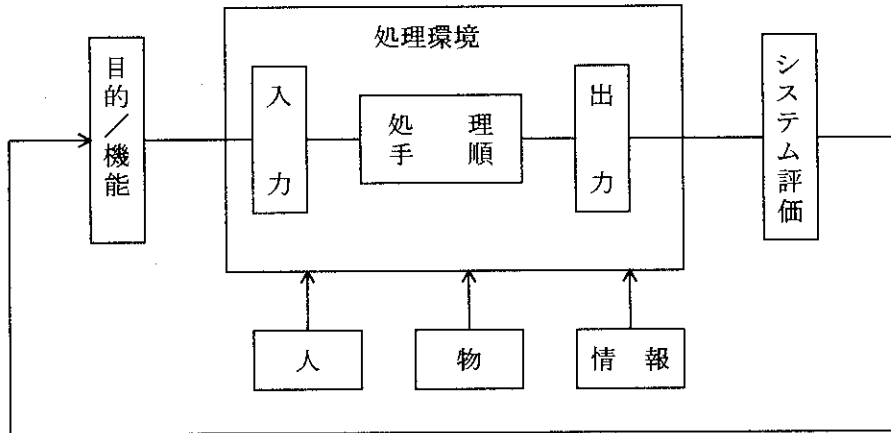 処理環境
目的／機能
入力
処理
手順
出力
システム評価
人
物
情報